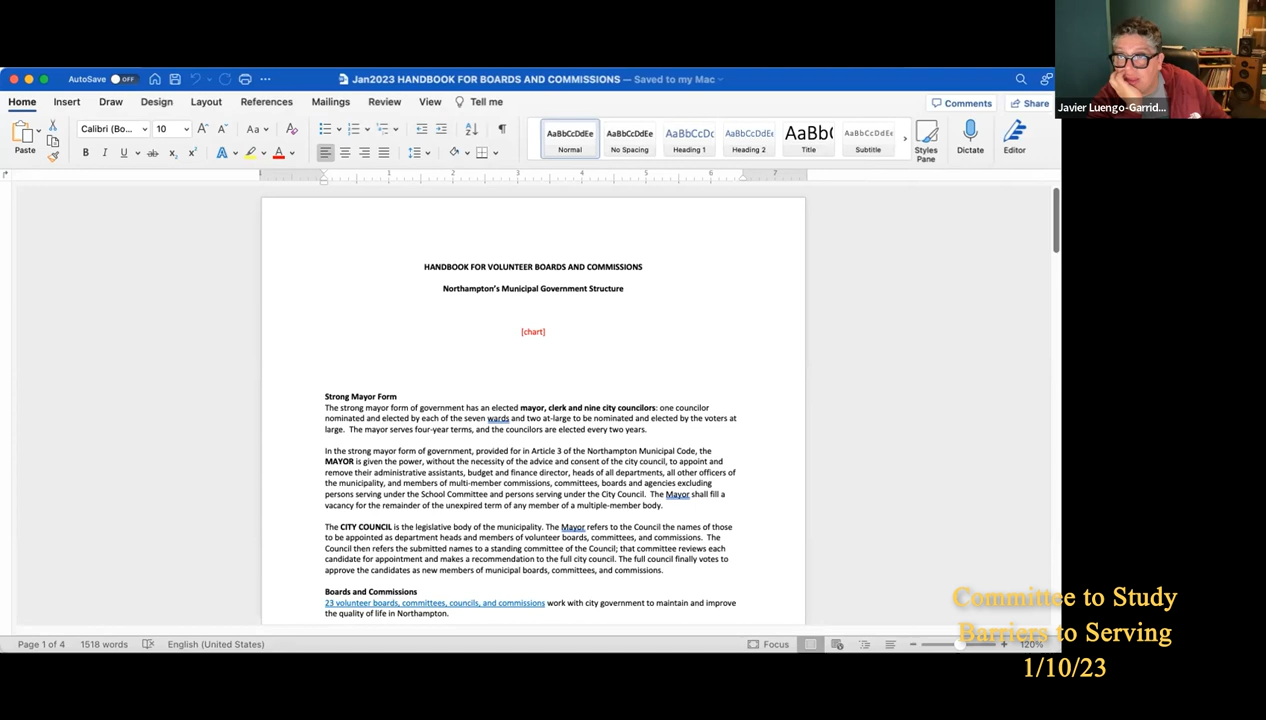 AutoSave OFF
Jan2023 HANDBOOK FOR BOARDS AND COMMISSIONS — Saved to my Mac
Home Insert Draw Design Layout References Mailings Review View Tell me
Comments Share
Paste
Calibri (Bo... 10
AaBbCcDdEe AaBbCcDdEe AaBbCcDc AaBbCcDdEe AaBb( AaBbCcDdEe
Normal No Spacing Heading 1 Heading 2 Title Subtitle
Styles Pane
Dictate
Editor
1 1 2 3 4 5 6 7
Javier Luengo-Garrid...
HANDBOOK FOR VOLUNTEER BOARDS AND COMMISSIONS
Northampton's Municipal Government Structure
[chart]
Strong Mayor Form
The strong mayor form of government has an elected mayor, clerk and nine city councilors: one councilor
nominated and elected by each of the seven wards and two at-large to be nominated and elected by the voters at
large. The mayor serves four-year terms, and the councilors are elected every two years.
In the strong mayor form of government, provided for in Article 3 of the Northampton Municipal Code, the
MAYOR is given the power, without the necessity of the advice and consent of the city council, to appoint and
remove their administrative assistants, budget and finance director, heads of all departments, all other officers of
the municipality, and members of multi-member commissions, committees, boards and agencies excluding
persons serving under the School Committee and persons serving under the City Council. The Mayor shall fill a
vacancy for the remainder of the unexpired term of any member of a multiple-member body.
The CITY COUNCIL is the legislative body of the municipality. The Mayor refers to the Council the names of those
to be appointed as department heads and members of volunteer boards, committees, and commissions. The
Council then refers the submitted names to a standing committee of the Council; that committee reviews each
candidate for appointment and makes a recommendation to the full city council. The full council finally votes to
approve the candidates as new members of municipal boards, committees, and commissions.
Boards and Commissions
23 volunteer boards, committees, councils, and commissions work with city government to maintain and improve
the quality of life in Northampton.
Page 1 of 4 1518 words English (United States) Focus 120%
Committee to Study
Barriers to Serving
1/10/23